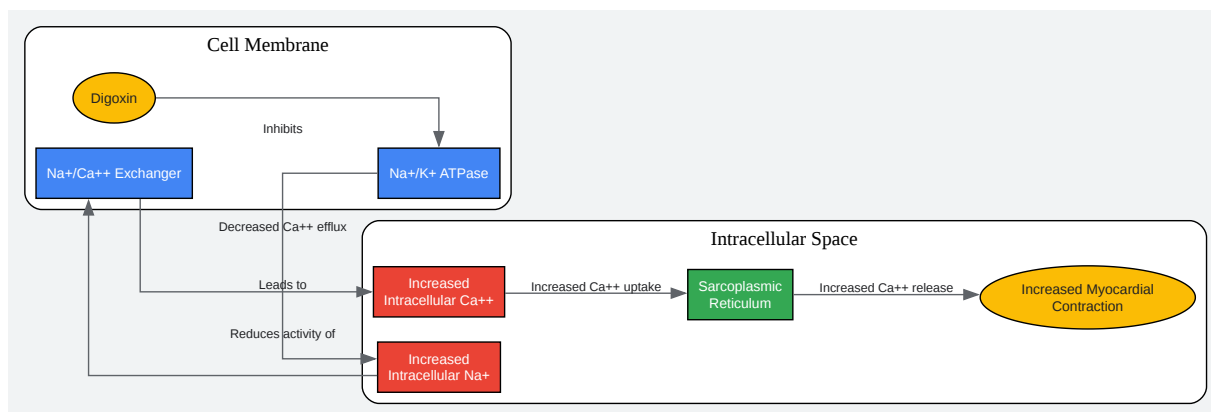 Cell Membrane
Digoxin
Inhibits
Na+/Ca++ Exchanger
Na+/K+ ATPase
Decreased Ca++ efflux
Intracellular Space
Leads to
Increased
Intracellular Ca++
Increased Ca++ uptake
Sarcoplasmic
Reticulum
Increased Ca++ release
Increased Myocardial
Contraction
Reduces activity of
Increased
Intracellular Na+